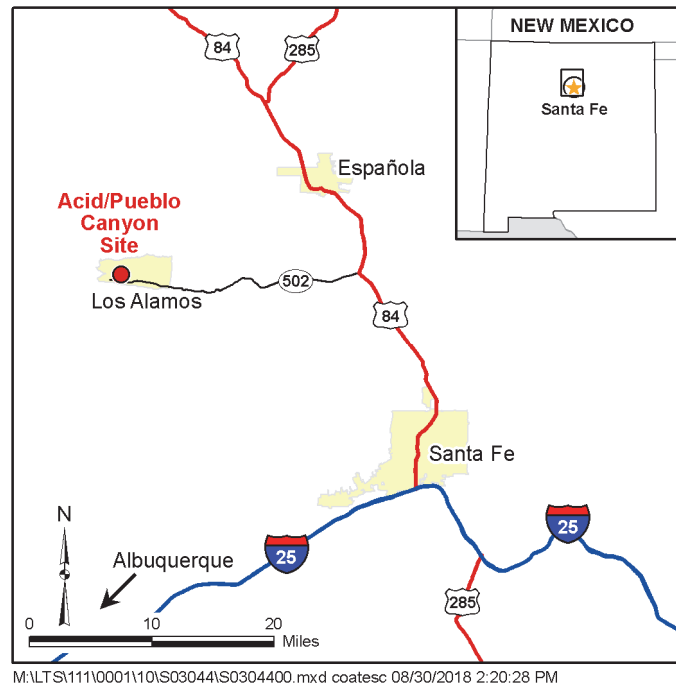 NEW MEXICO
Santa Fe
84
285
Española
Acid/Pueblo
Canyon
Site
Los Alamos
502
84
Santa Fe
N
Albuquerque
25
25
285
0 10 20
Miles
M:\LTS\111\0001\10\S03044\S0304400.mxd coatesc 08/30/2018 2:20:28 PM